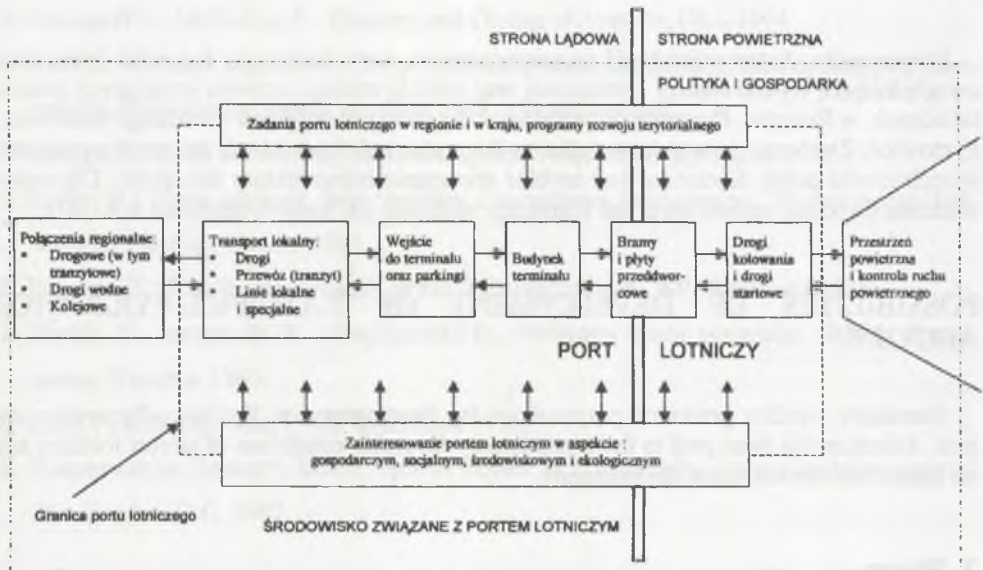 STRONA LĄDOWA
STRONA POWIETRZNA
POLITYKA I GOSPODARKA
Zadania portu lotniczego w regionie i w kraju, programy rozwoju terytorialnego
Połączenia regionalne:
• Drogowe (w tym
tranzytowe)
• Drogi wodne
• Kolejowe
Transport lokalny:
• Drogi
• Przewóz (tranzyt)
• Linie lokalne
i specjalne
Wejście
do terminalu
oraz parkingi
Budynek
terminalu
Bramy
i płyty
przeddwor-
cowe
Drogi
kołowania
i drogi
startowe
Przestrzeń
powietrzna
i kontrola ruchu
powietrznego
PORT LOTNICZY
Zainteresowanie portem lotniczym w aspekcie
gospodarczym, socjalnym, środowiskowym i ekologicznym
Granica portu lotniczego
ŚRODOWISKO ZWIĄZANE Z PORTEM LOTNICZYM